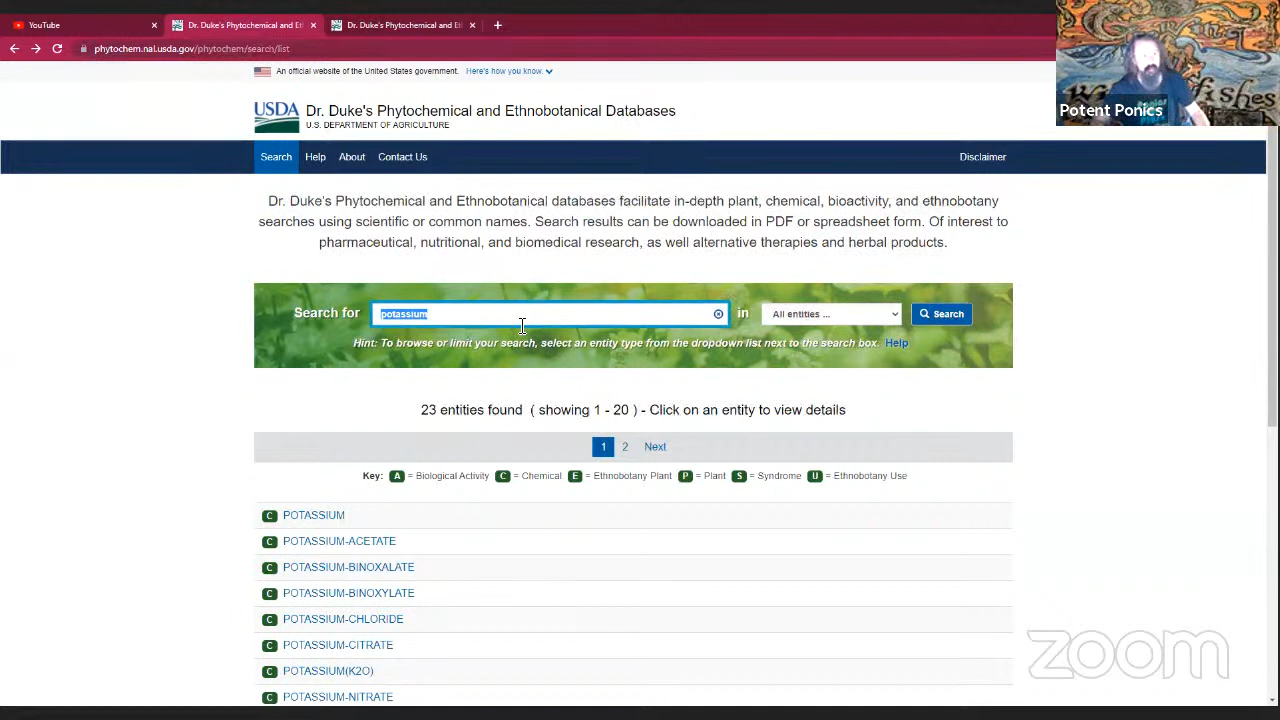 YouTube
Dr. Duke's Phytochemical and Et
Dr. Duke's Phytochemical and Et
phytochem.nal.usda.gov/phytochem/search/list
Potent Ponics
An official website of the United States government. Here's how you know.
USDA
Dr. Duke's Phytochemical and Ethnobotanical Databases
U.S. DEPARTMENT OF AGRICULTURE
Search Help About Contact Us Disclaimer
Dr. Duke's Phytochemical and Ethnobotanical databases facilitate in-depth plant, chemical, bioactivity, and ethnobotany
searches using scientific or common names. Search results can be downloaded in PDF or spreadsheet form. Of interest to
pharmaceutical, nutritional, and biomedical research, as well alternative therapies and herbal products.
Search for potassium in All entities ... Search
Hint: To browse or limit your search, select an entity type from the dropdown list next to the search box. Help
23 entities found ( showing 1 - 20 ) - Click on an entity to view details
1 2 Next
Key: A = Biological Activity C = Chemical E = Ethnobotany Plant P = Plant S = Syndrome U = Ethnobotany Use
C POTASSIUM
C POTASSIUM-ACETATE
C POTASSIUM-BINOXALATE
C POTASSIUM-BINOXYLATE
C POTASSIUM-CHLORIDE
C POTASSIUM-CITRATE
C POTASSIUM(K2O)
C POTASSIUM-NITRATE
zoom